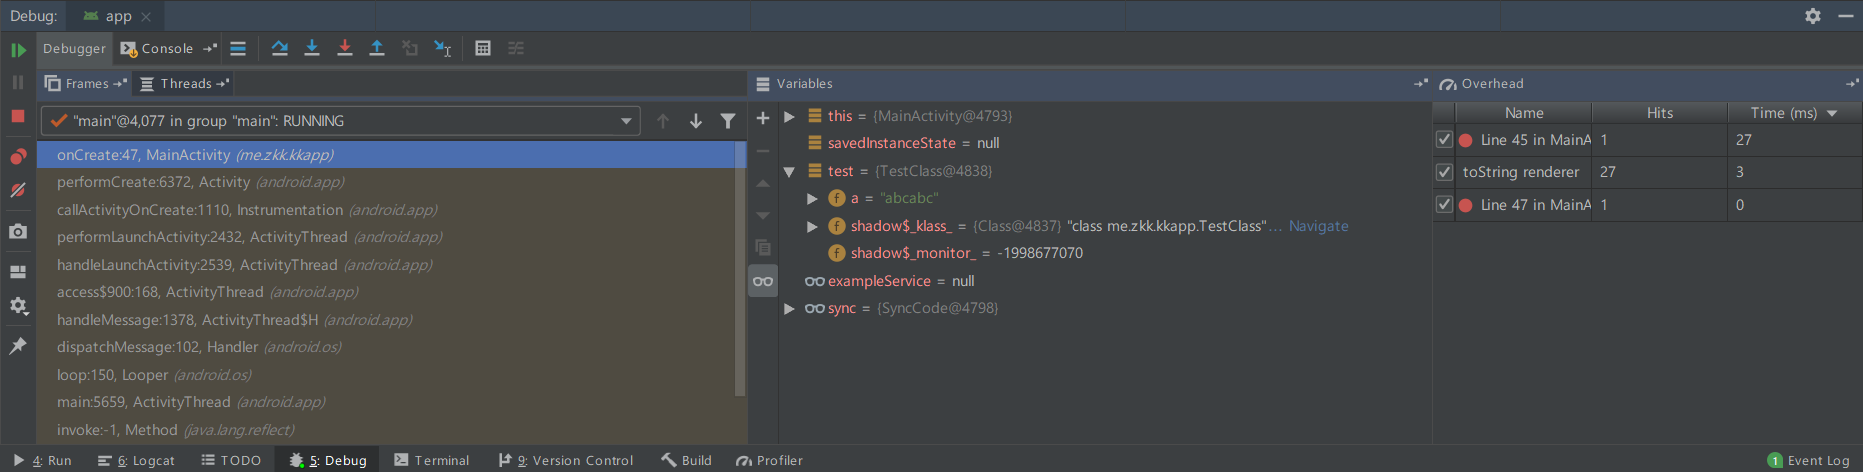 Debug: app
Debugger Console
Frames Threads Variables Overhead
"main"@4,077 in group "main": RUNNING
onCreate:47, MainActivity (me.zkk.kkapp)
performCreate:6372, Activity (android.app)
callActivityOnCreate:1110, Instrumentation (android.app)
performLaunchActivity:2432, ActivityThread (android.app)
handleLaunchActivity:2539, ActivityThread (android.app)
access$900:168, ActivityThread (android.app)
handleMessage:1378, ActivityThread$H (android.app)
dispatchMessage:102, Handler (android.os)
loop:150, Looper (android.os)
main:5659, ActivityThread (android.app)
invoke:-1, Method (java.lang.reflect)
this = {MainActivity@4793}
savedInstanceState = null
test = {TestClass@4838}
f a = "abcabc"
f shadow$_klass_ = {Class@4837} "class me.zkk.kkapp.TestClass"... Navigate
f shadow$_monitor_ = -1998677070
exampleService = null
sync = {SyncCode@4798}
Name Hits Time (ms)
Line 45 in MainA 1 27
toString renderer 27 3
Line 47 in MainA 1 0
4: Run 6: Logcat TODO 5: Debug Terminal 9: Version Control Build Profiler 1 Event Log